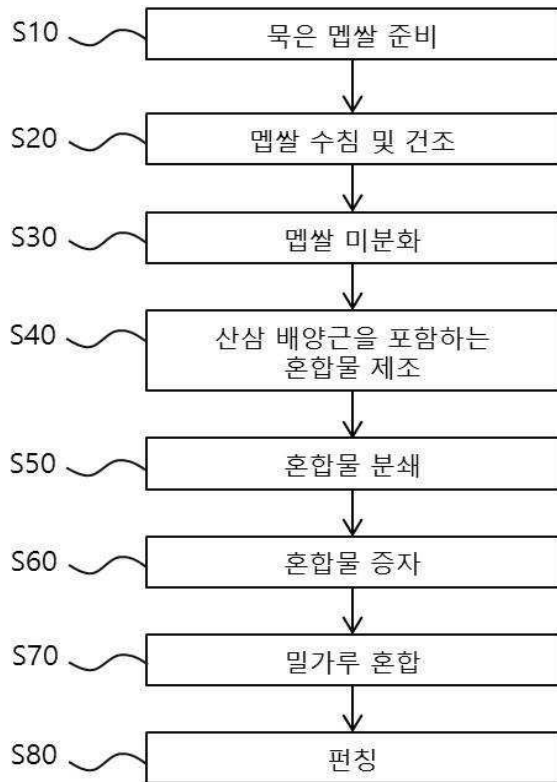 S10 묵은 멥쌀 준비
S20 멥쌀 수침 및 건조
S30 멥쌀 미분화
S40 산삼 배양근을 포함하는
혼합물 제조
S50 혼합물 분쇄
S60 혼합물 증자
S70 밀가루 혼합
S80 펀칭